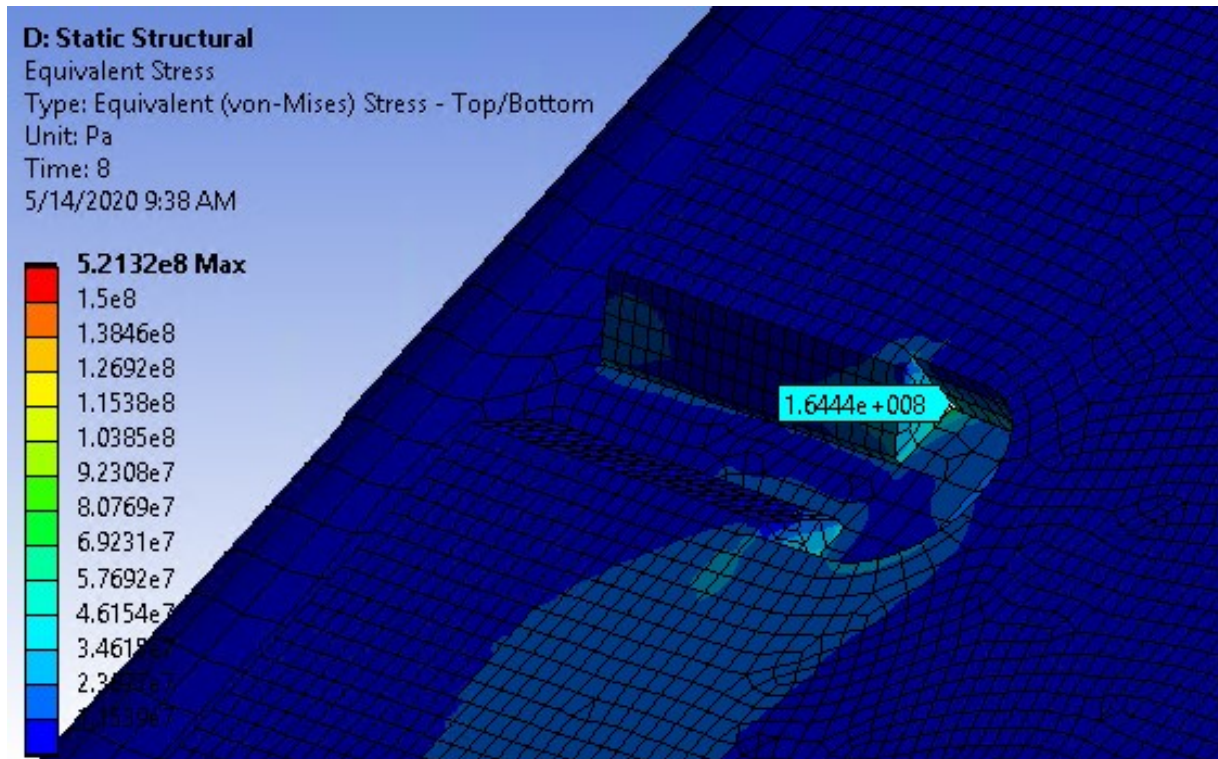 D: Static Structural
Equivalent Stress
Type: Equivalent (von-Mises) Stress - Top/Bottom
Unit: Pa
Time: 8
5/14/2020 9:38 AM
5.2132e8 Max
1.5e8
1.3846e8
1.2692e8
1.1538e8
1.0385e8
9.2308e7
8.0769e7
6.9231e7
5.7692e7
4.6154e7
1.6444e+008